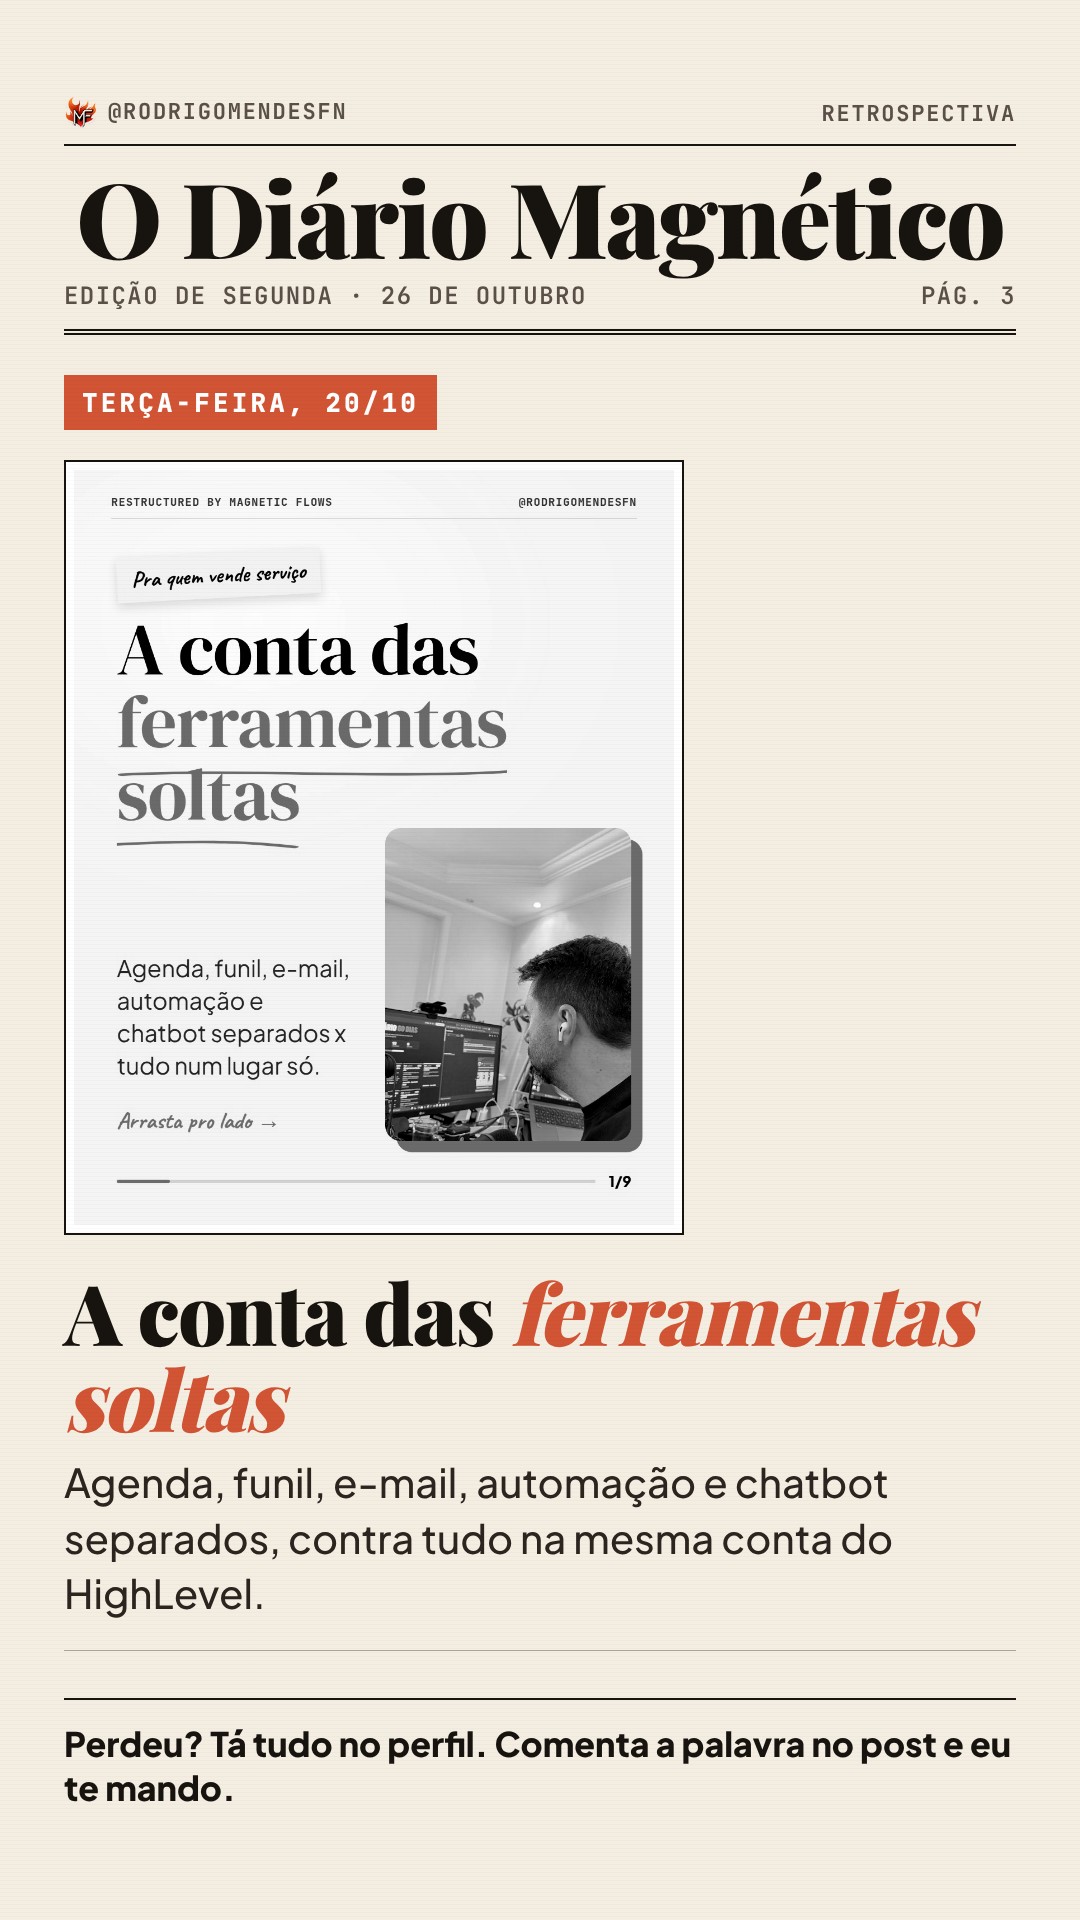 @RODRIGOMENDESFN
RETROSPECTIVA
O Diário Magnético
EDIÇÃO DE SEGUNDA · 26 DE OUTUBRO
PÁG. 3
TERÇA-FEIRA, 20/10
RESTRUCTURED BY MAGNETIC FLOWS
@RODRIGOMENDESFN
Pra quem vende serviço
A conta das
ferramentas
soltas
Agenda, funil, e-mail,
automação e
chatbot separados x
tudo num lugar só.
Arrasta pro lado →
1/9
A conta das ferramentas
soltas
Agenda, funil, e-mail, automação e chatbot
separados, contra tudo na mesma conta do
HighLevel.
Perdeu? Tá tudo no perfil. Comenta a palavra no post e eu
te mando.